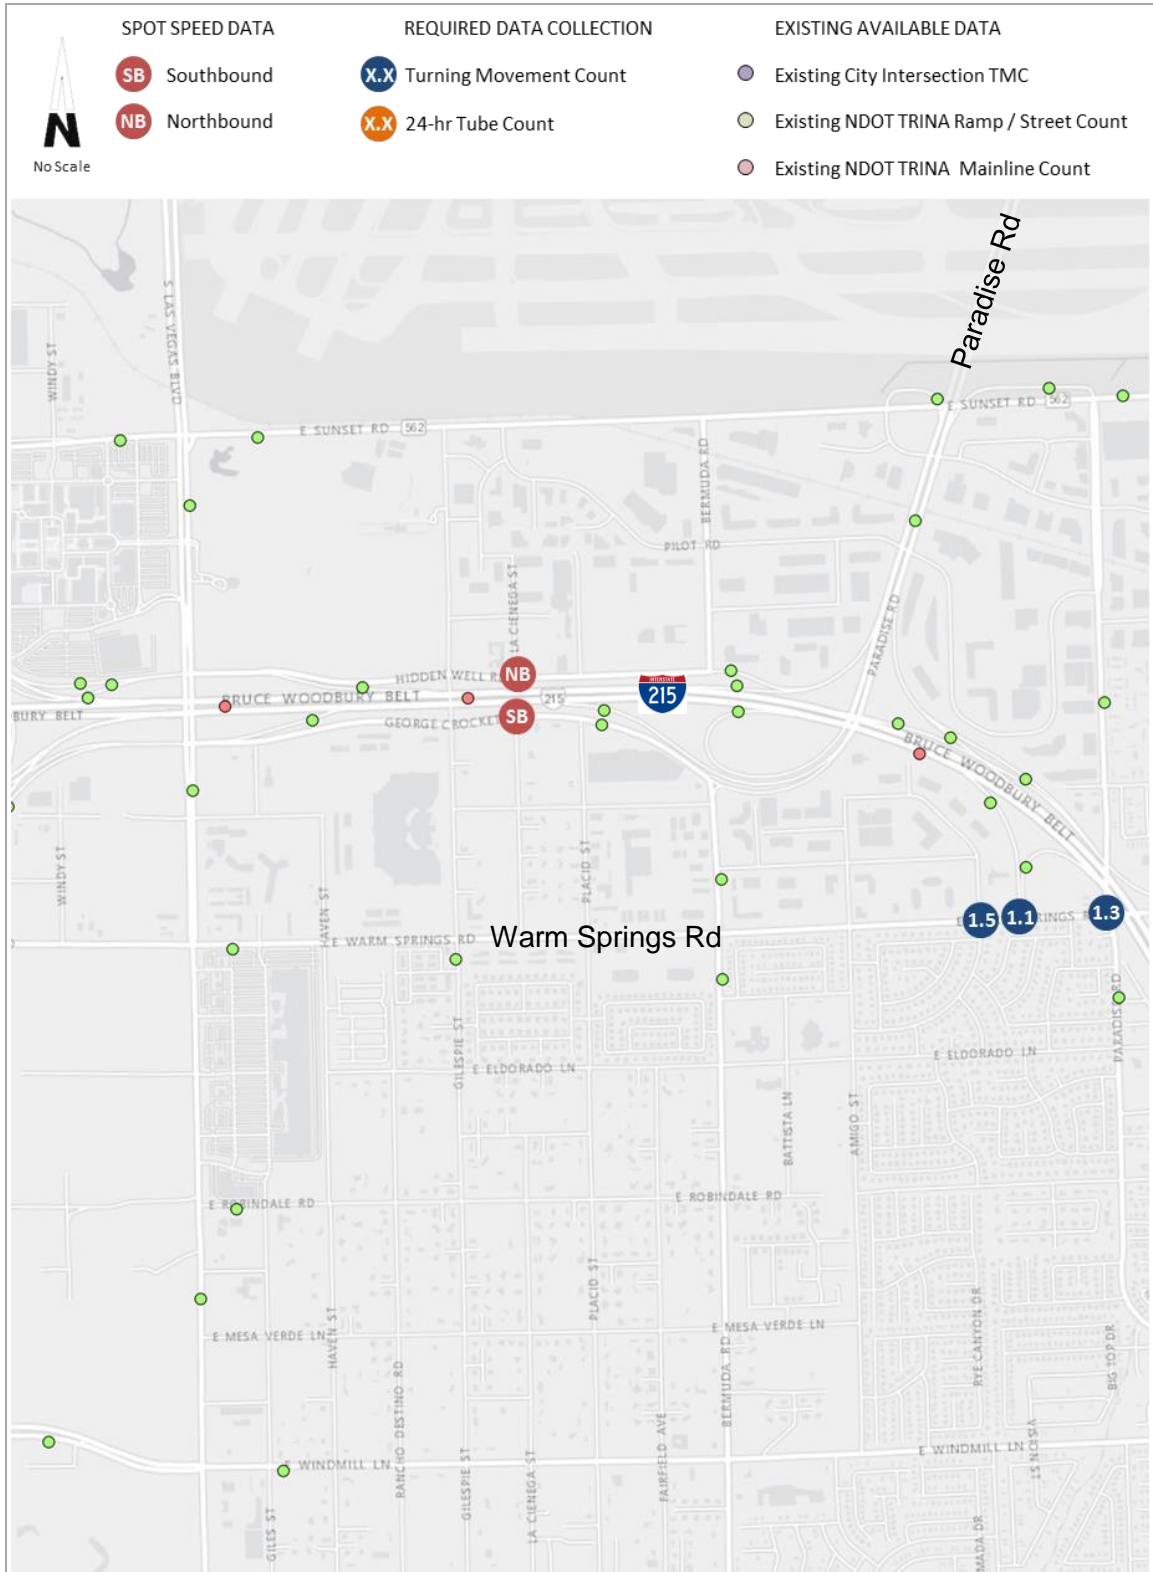 SPOT SPEED DATA
REQUIRED DATA COLLECTION
EXISTING AVAILABLE DATA
SB Southbound
X.X Turning Movement Count
Existing City Intersection TMC
NB Northbound
X.X 24-hr Tube Count
Existing NDOT TRINA Ramp / Street Count
N
No Scale
Existing NDOT TRINA Mainline Count
Paradise Rd
S LAS VEGAS BLVD
WINDY ST
E SUNSET RD 562
E SUNSET RD 562
BERMUDA RD
PILOT RD
LA CIENEGA ST
PARADISE RD
HIDDEN WELL R
NB
INTERSTATE
215
BRUCE WOODBURY BELT
215
BURY BELT
GEORGE CROCKET
SB
BRUCE WOODBURY BELT
WINDY ST
PLACID ST
HAVEN ST
1.5
1.1
RINGS R
1.3
E WARM SPRINGS RD
Warm Springs Rd
PARADISE RD
GILESPIE ST
E ELDORADO LN
E ELDORADO LN
BATTISTA LN
AMIGO ST
E ROBINDALE RD
E ROBINDALE RD
PLACID ST
HAVEN ST
E MESA VERDE LN
E MESA VERDE LN
RYE CANYON DR
BIG TOP DR
RANCHO DESTINO RD
BERMUDA RD
FAIRFIELD AVE
GILESPIE ST
LA CIENEGA ST
E WINDMILL LN
VISION ST
E WINDMILL LN
GILES ST
MADA DR